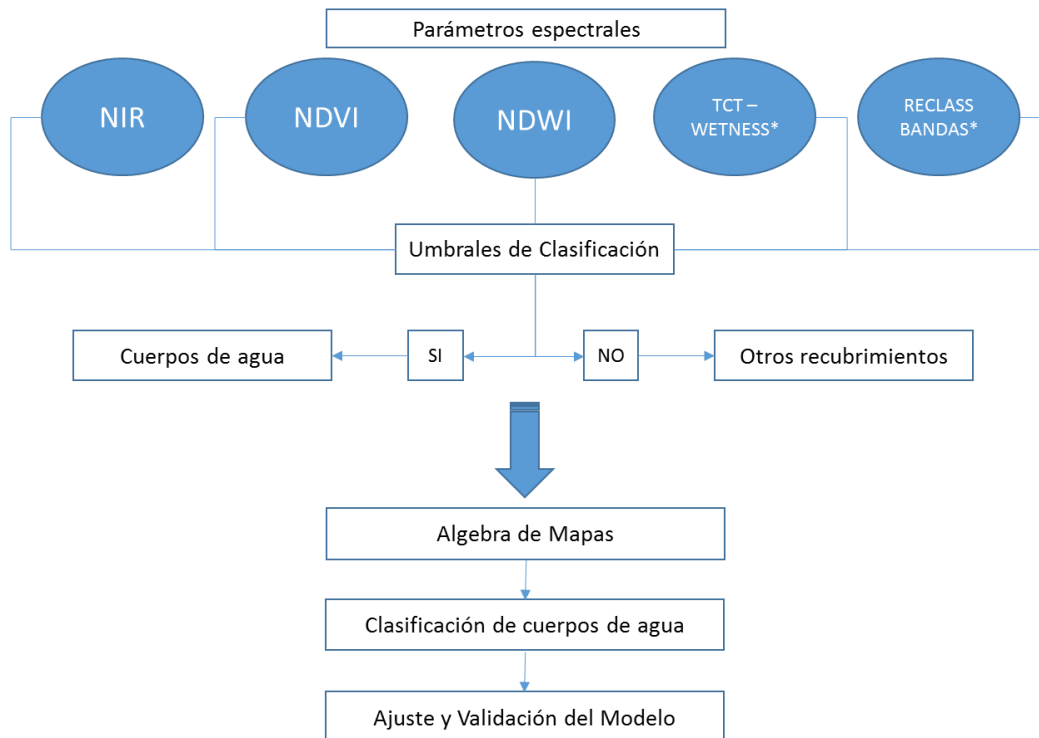 Parámetros espectrales
NIR
NDVI
NDWI
TCT –
WETNESS*
RECLASS
BANDAS*
Umbrales de Clasificación
Cuerpos de agua
SI
NO
Otros recubrimientos
Algebra de Mapas
Clasificación de cuerpos de agua
Ajuste y Validación del Modelo